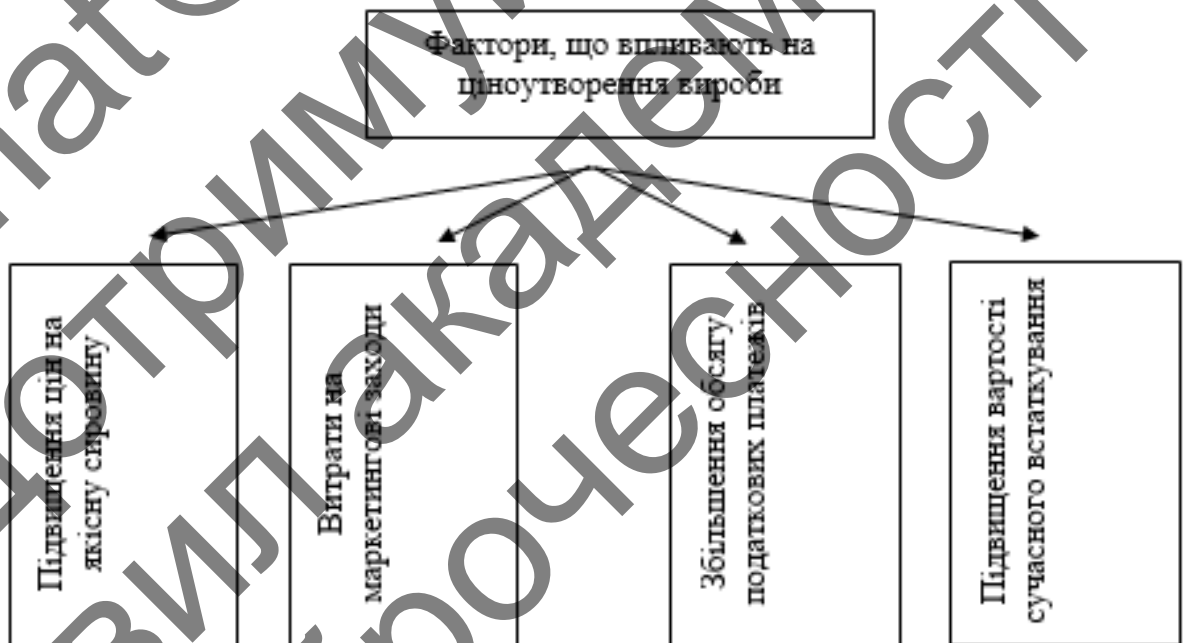 Фактори, що впливають на
ціноутворення вироби
Підвищення цін на
якісну сировину
Витрати на
маркетингові заходи
Збільшення обсягу
податкових платежів
Підвищення вартості
сучасного встаткування